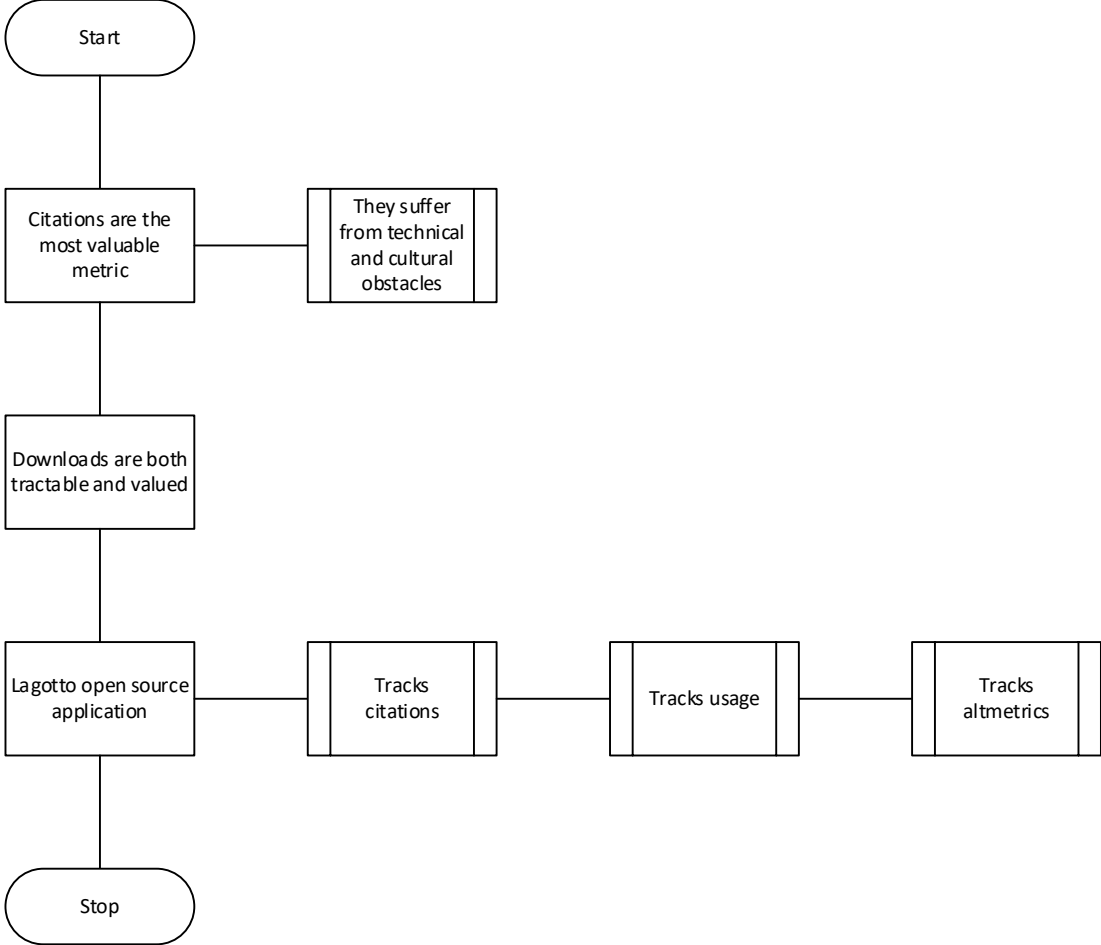 Start
Citations are the
most valuable
metric
They suffer
from technical
and cultural
obstacles
Downloads are both
tractable and valued
Lagotto open source
application
Tracks
citations
Tracks usage
Tracks
altmetrics
Stop